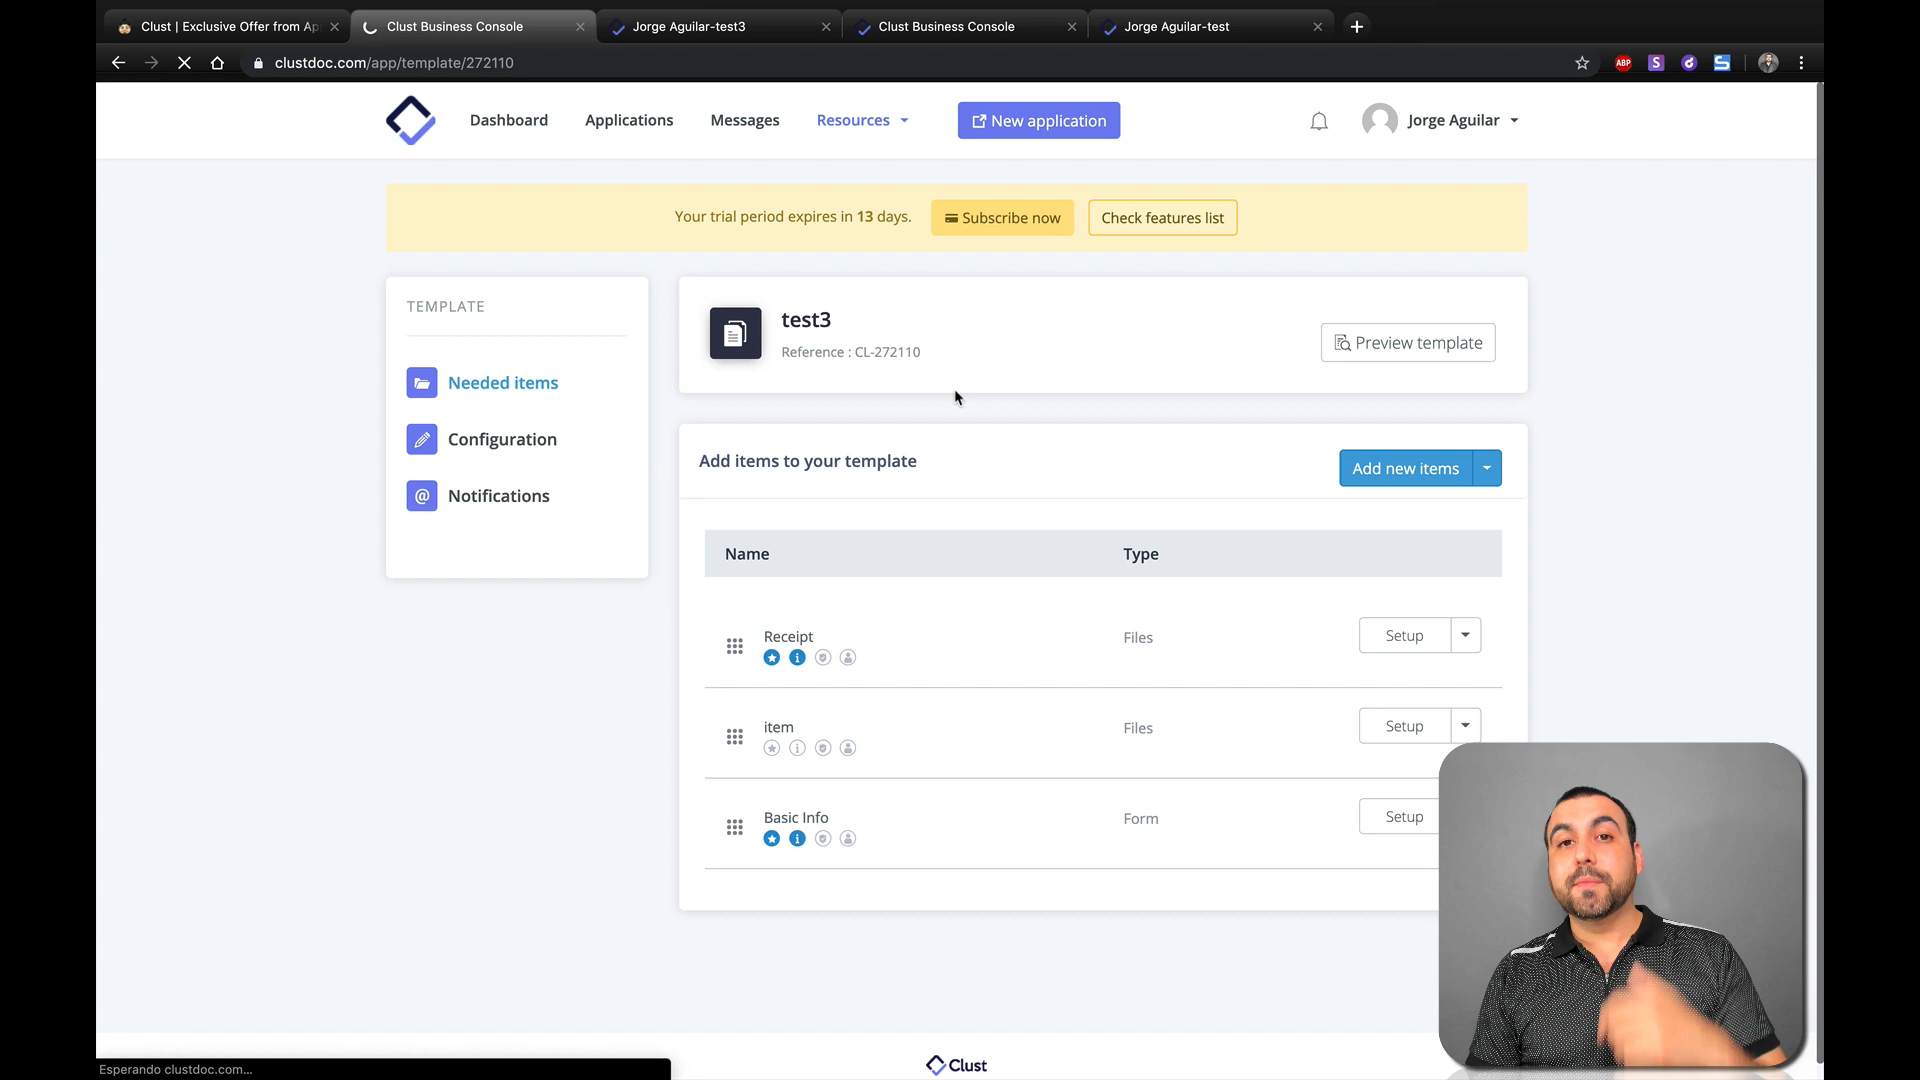 Clust | Exclusive Offer from Ap
Clust Business Console
Jorge Aguilar-test3
Clust Business Console
Jorge Aguilar-test
clustdoc.com/app/template/272110
ABP
S
Dashboard
Applications
Messages
Resources
New application
Jorge Aguilar
Your trial period expires in 13 days.
Subscribe now
Check features list
TEMPLATE
Needed items
Configuration
Notifications
test3
Reference : CL-272110
Preview template
Add items to your template
Add new items
Name
Type
Receipt
Files
Setup
item
Files
Setup
Basic Info
Form
Setup
Clust
Esperando clustdoc.com...